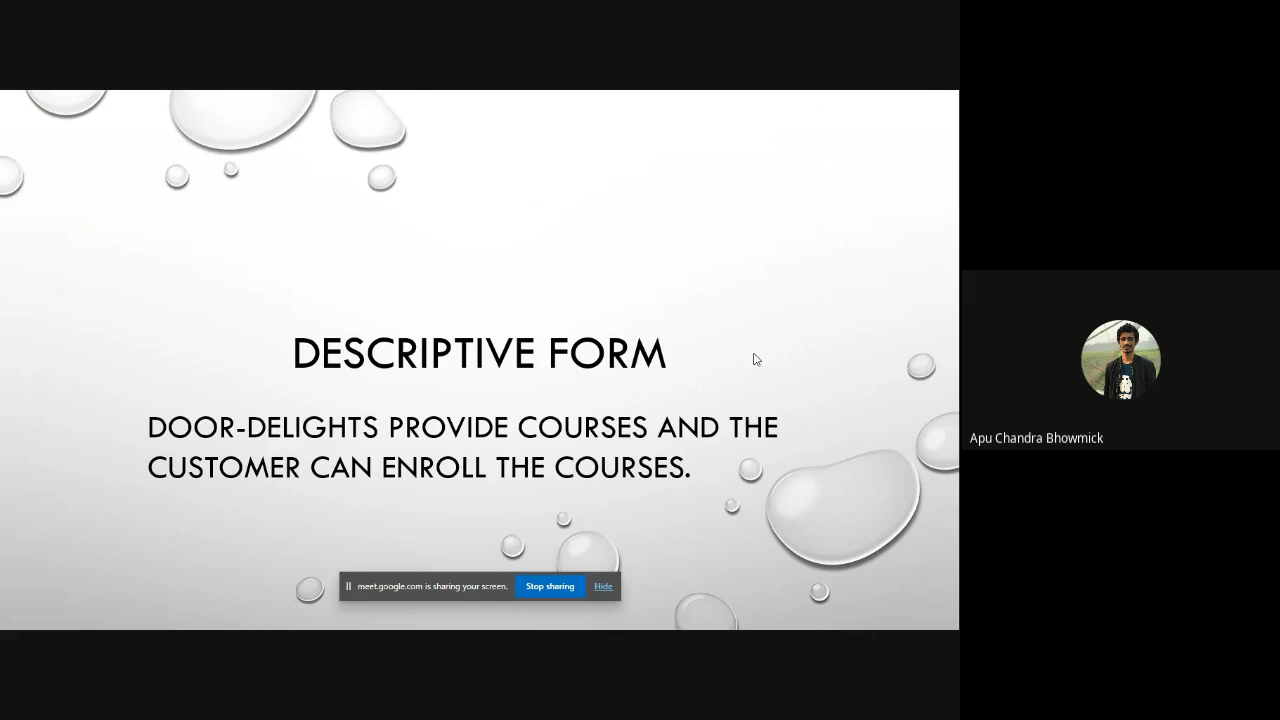 DESCRIPTIVE FORM
DOOR-DELIGHTS PROVIDE COURSES AND THE
CUSTOMER CAN ENROLL THE COURSES.
meet.google.com is sharing your screen. Stop sharing Hide
Apu Chandra Bhowmick